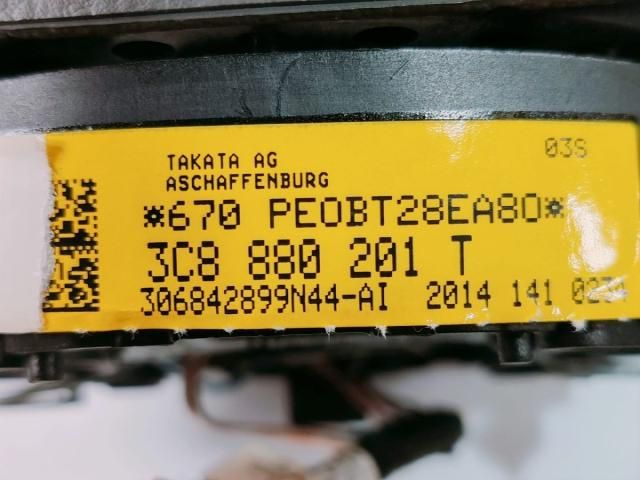 03S
TAKATA AG
ASCHAFFENBURG
*670 PEOBT28EA80*
3C8 880 201 T
306842899N44-AI 2014 141